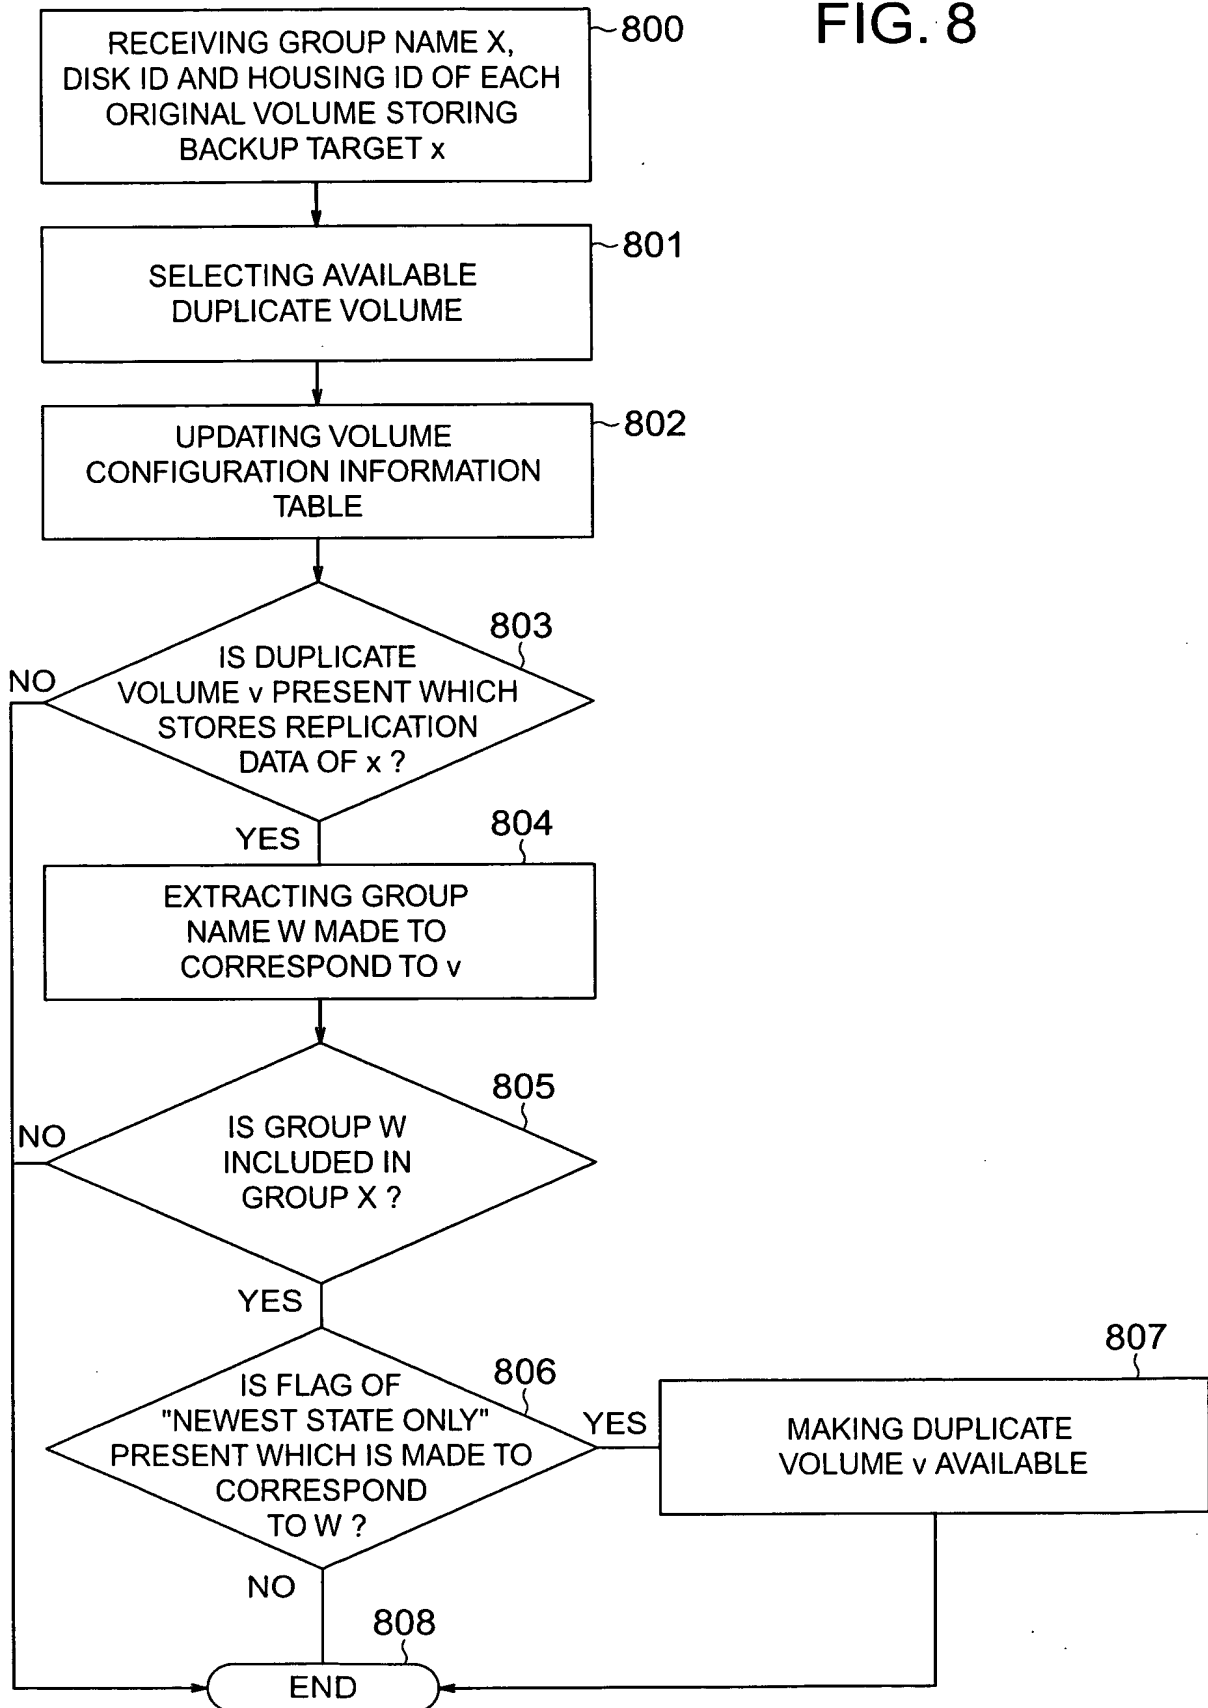 FIG. 8
800
RECEIVING GROUP NAME X,
DISK ID AND HOUSING ID OF EACH
ORIGINAL VOLUME STORING
BACKUP TARGET x
801
SELECTING AVAILABLE
DUPLICATE VOLUME
802
UPDATING VOLUME
CONFIGURATION INFORMATION
TABLE
803
IS DUPLICATE
VOLUME v PRESENT WHICH
STORES REPLICATION
DATA OF x ?
NO
YES
804
EXTRACTING GROUP
NAME W MADE TO
CORRESPOND TO v
805
IS GROUP W
INCLUDED IN
GROUP X ?
NO
YES
806
IS FLAG OF
"NEWEST STATE ONLY"
PRESENT WHICH IS MADE TO
CORRESPOND
TO W ?
YES
807
MAKING DUPLICATE
VOLUME v AVAILABLE
NO
808
END